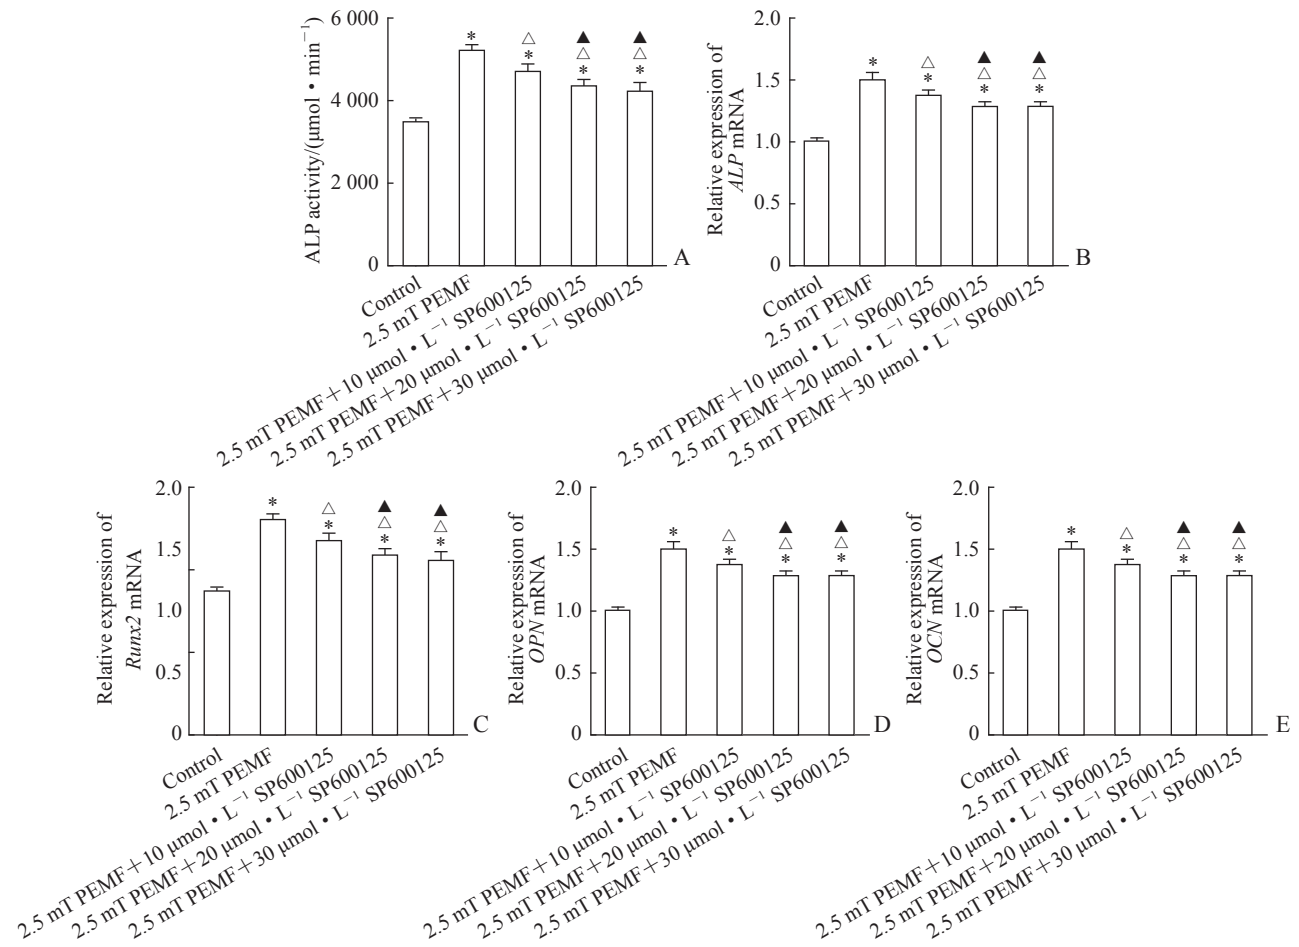 ALP activity/(μmol · min⁻¹)
6 000
4 000
2 000
0
*
△
*
▲
△
*
▲
△
*
A
Control
2.5 mT PEMF
2.5 mT PEMF+10 μmol · L⁻¹ SP600125
2.5 mT PEMF+20 μmol · L⁻¹ SP600125
2.5 mT PEMF+30 μmol · L⁻¹ SP600125
Relative expression of
ALP mRNA
2.0
1.5
1.0
0.5
0
*
△
*
▲
△
*
▲
△
*
B
Control
2.5 mT PEMF
2.5 mT PEMF+10 μmol · L⁻¹ SP600125
2.5 mT PEMF+20 μmol · L⁻¹ SP600125
2.5 mT PEMF+30 μmol · L⁻¹ SP600125
Relative expression of
Runx2 mRNA
2.0
1.5
1.0
0.5
0
*
△
*
▲
△
*
▲
△
*
C
Control
2.5 mT PEMF
2.5 mT PEMF+10 μmol · L⁻¹ SP600125
2.5 mT PEMF+20 μmol · L⁻¹ SP600125
2.5 mT PEMF+30 μmol · L⁻¹ SP600125
Relative expression of
OPN mRNA
2.0
1.5
1.0
0.5
0
*
△
*
▲
△
*
▲
△
*
D
Control
2.5 mT PEMF
2.5 mT PEMF+10 μmol · L⁻¹ SP600125
2.5 mT PEMF+20 μmol · L⁻¹ SP600125
2.5 mT PEMF+30 μmol · L⁻¹ SP600125
Relative expression of
OCN mRNA
2.0
1.5
1.0
0.5
0
*
△
*
▲
△
*
▲
△
*
E
Control
2.5 mT PEMF
2.5 mT PEMF+10 μmol · L⁻¹ SP600125
2.5 mT PEMF+20 μmol · L⁻¹ SP600125
2.5 mT PEMF+30 μmol · L⁻¹ SP600125